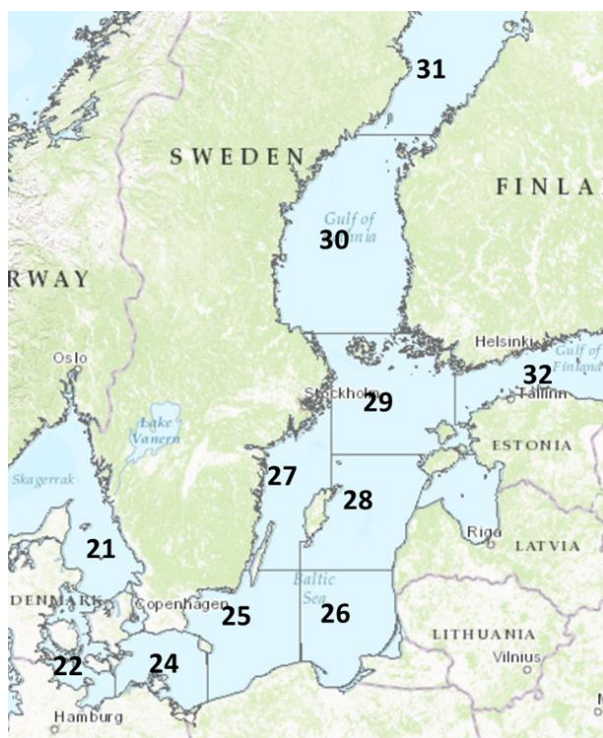 31
SWEDEN
FINLA
Gulf of
30
RWAY
Helsinki
Gulf of
Finland
Oslo
32
Stockholm
29
Tallinn
Lake
Vanern
ESTONIA
27
28
Skagerrak
21
Riga
LATVIA
Baltic
Sea
DENMARK
Copenhagen
25
26
LITHUANIA
22
24
Vilnius
Hamburg